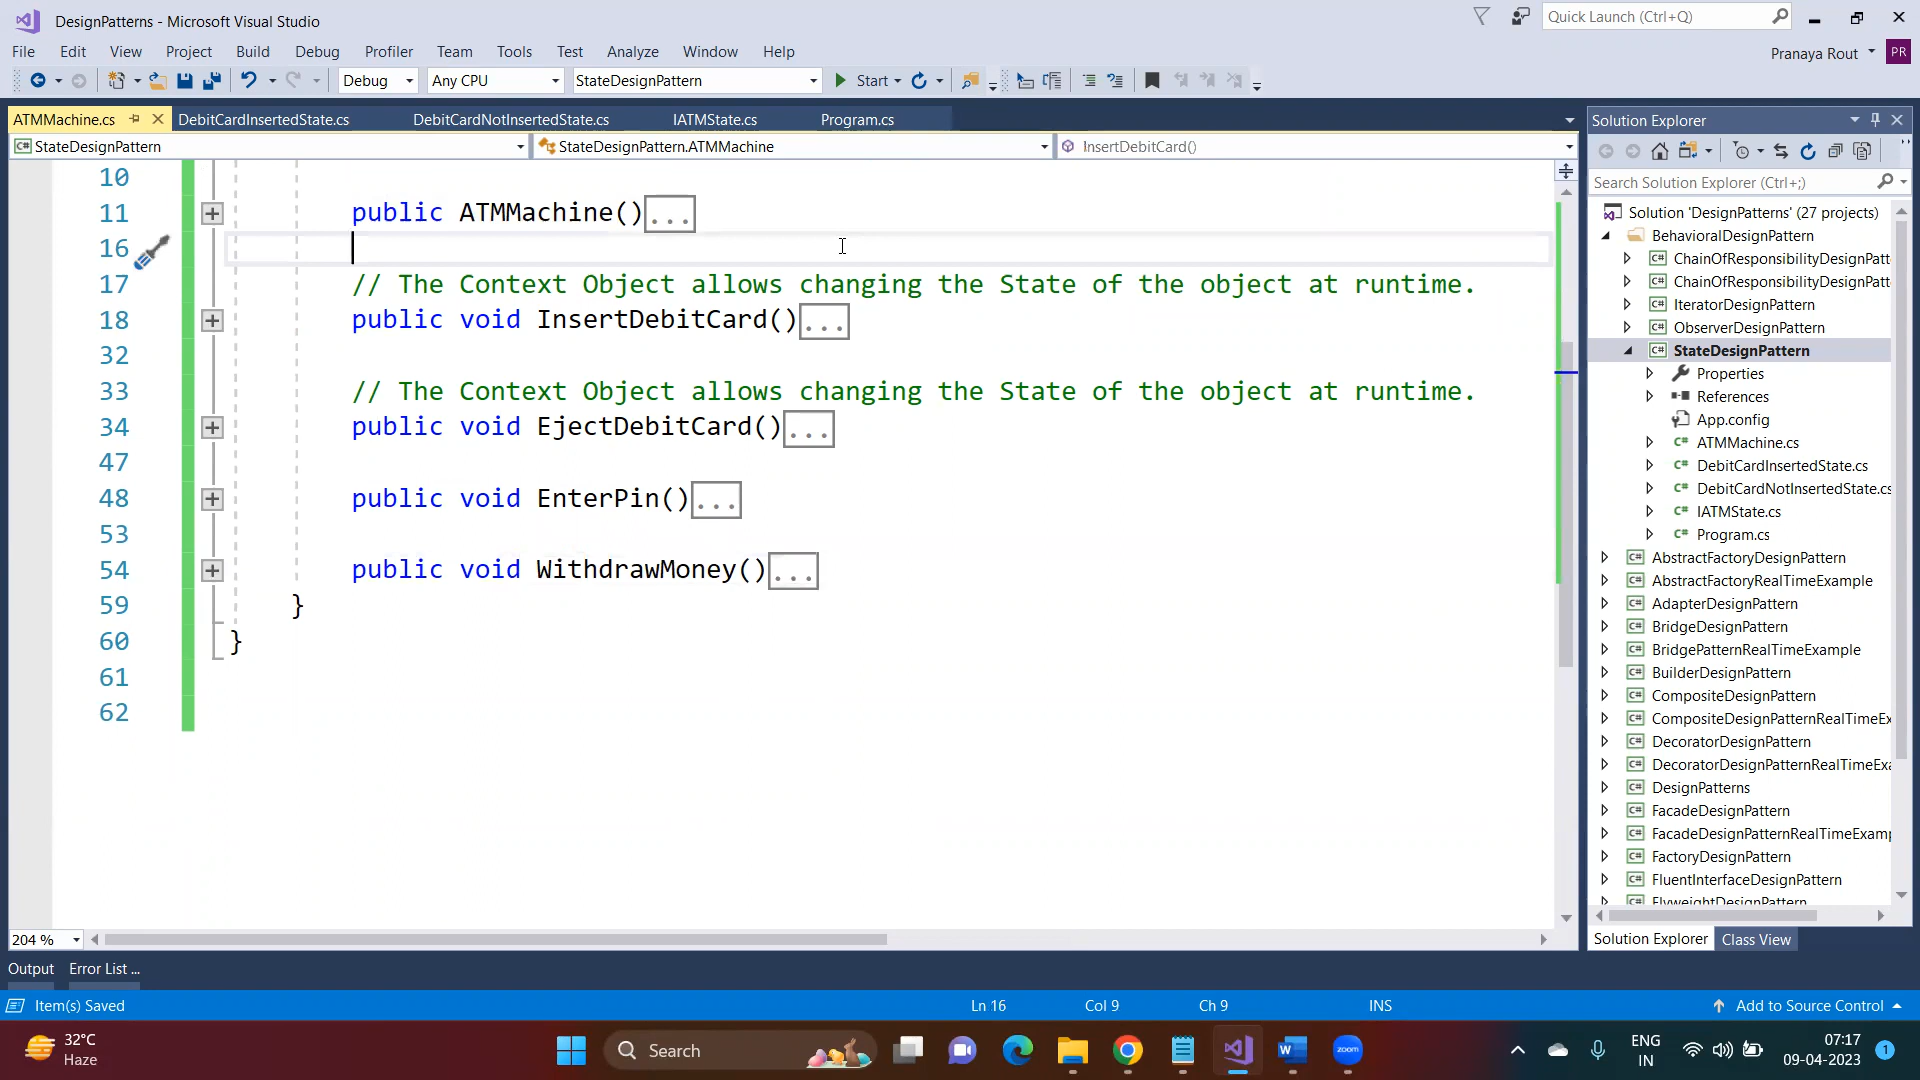 DesignPatterns - Microsoft Visual Studio
Quick Launch (Ctrl+Q)
File Edit View Project Build Debug Profiler Team Tools Test Analyze Window Help
Pranaya Rout PR
Debug Any CPU StateDesignPattern Start
ATMMachine.cs DebitCardInsertedState.cs DebitCardNotInsertedState.cs IATMState.cs Program.cs
StateDesignPattern StateDesignPattern.ATMMachine InsertDebitCard()
10
11 public ATMMachine()...
16
17 // The Context Object allows changing the State of the object at runtime.
18 public void InsertDebitCard()...
32
33 // The Context Object allows changing the State of the object at runtime.
34 public void EjectDebitCard()...
47
48 public void EnterPin()...
53
54 public void WithdrawMoney()...
59 }
60 }
61
62
204 %
Solution Explorer
Search Solution Explorer (Ctrl+;)
Solution 'DesignPatterns' (27 projects)
BehavioralDesignPattern
ChainOfResponsibilityDesignPatt
ChainOfResponsibilityDesignPatt
IteratorDesignPattern
ObserverDesignPattern
C# StateDesignPattern
Properties
References
App.config
C# ATMMachine.cs
C# DebitCardInsertedState.cs
C# DebitCardNotInsertedState.cs
C# IATMState.cs
C# Program.cs
AbstractFactoryDesignPattern
AbstractFactoryRealTimeExample
AdapterDesignPattern
BridgeDesignPattern
BridgePatternRealTimeExample
BuilderDesignPattern
CompositeDesignPattern
CompositeDesignPatternRealTimeEx
DecoratorDesignPattern
DecoratorDesignPatternRealTimeExa
DesignPatterns
FacadeDesignPattern
FacadeDesignPatternRealTimeExamp
FactoryDesignPattern
FluentInterfaceDesignPattern
FlyweightDesignPattern
Solution Explorer Class View
Output Error List ...
Item(s) Saved Ln 16 Col 9 Ch 9 INS Add to Source Control
32°C
Haze
Search
zoom
ENG
IN
07:17
09-04-2023
1